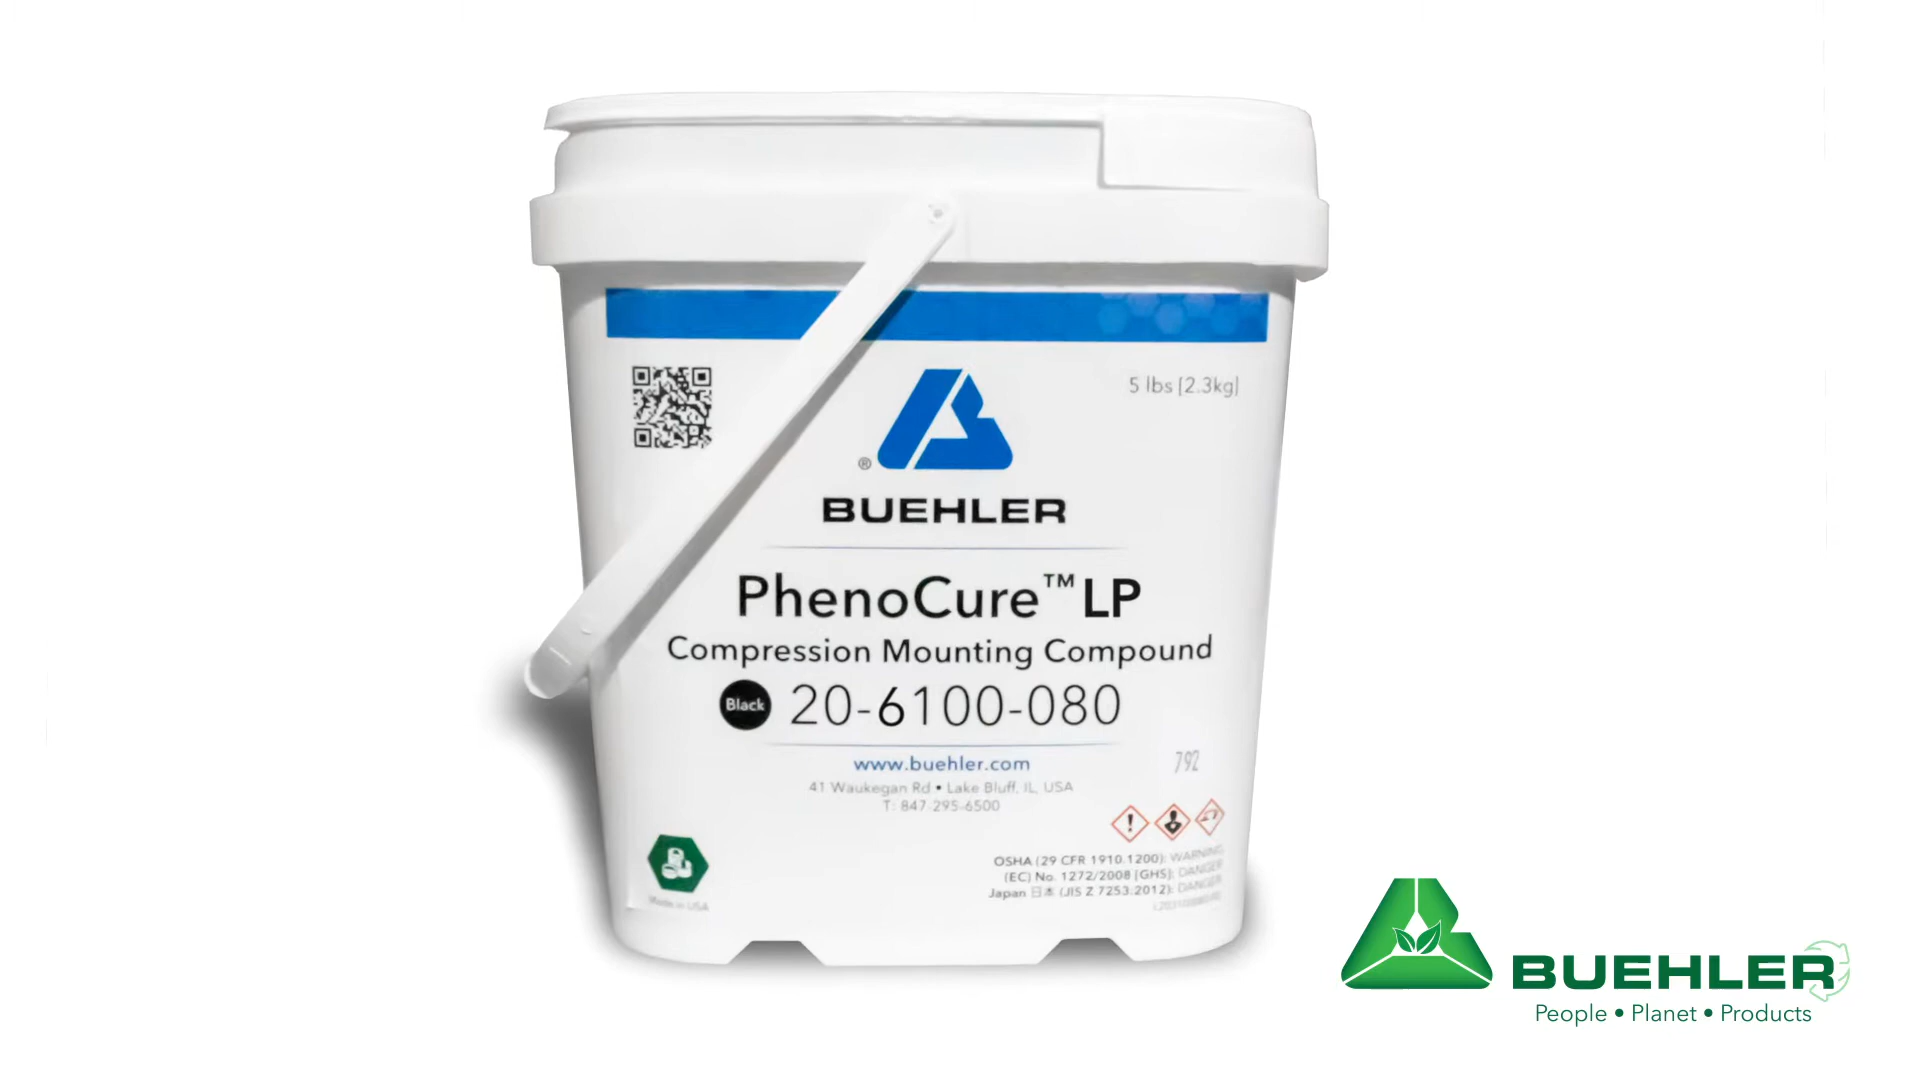 5 lbs [2.3kg]
®
BUEHLER
PhenoCure™ LP
Compression Mounting Compound
Black 20-6100-080
www.buehler.com
792
41 Waukegan Rd • Lake Bluff, IL, USA
T: 847-295-6500
OSHA (29 CFR 1910.1200): WARNING
(EC) No. 1272/2008 [GHS]: DANGER
Japan 日本 (JIS Z 7253:2012): DANGER
Made in USA
BUEHLER
People • Planet • Products